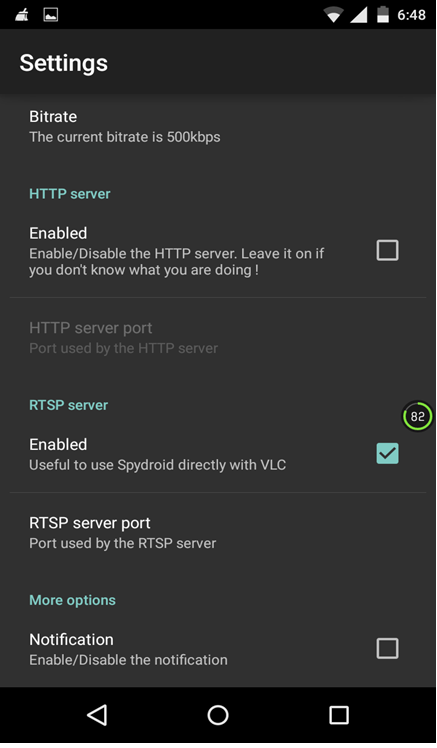 6:48
Settings
Bitrate
The current bitrate is 500kbps
HTTP server
Enabled
Enable/Disable the HTTP server. Leave it on if
you don't know what you are doing !
HTTP server port
Port used by the HTTP server
RTSP server
82
Enabled
Useful to use Spydroid directly with VLC
RTSP server port
Port used by the RTSP server
More options
Notification
Enable/Disable the notification